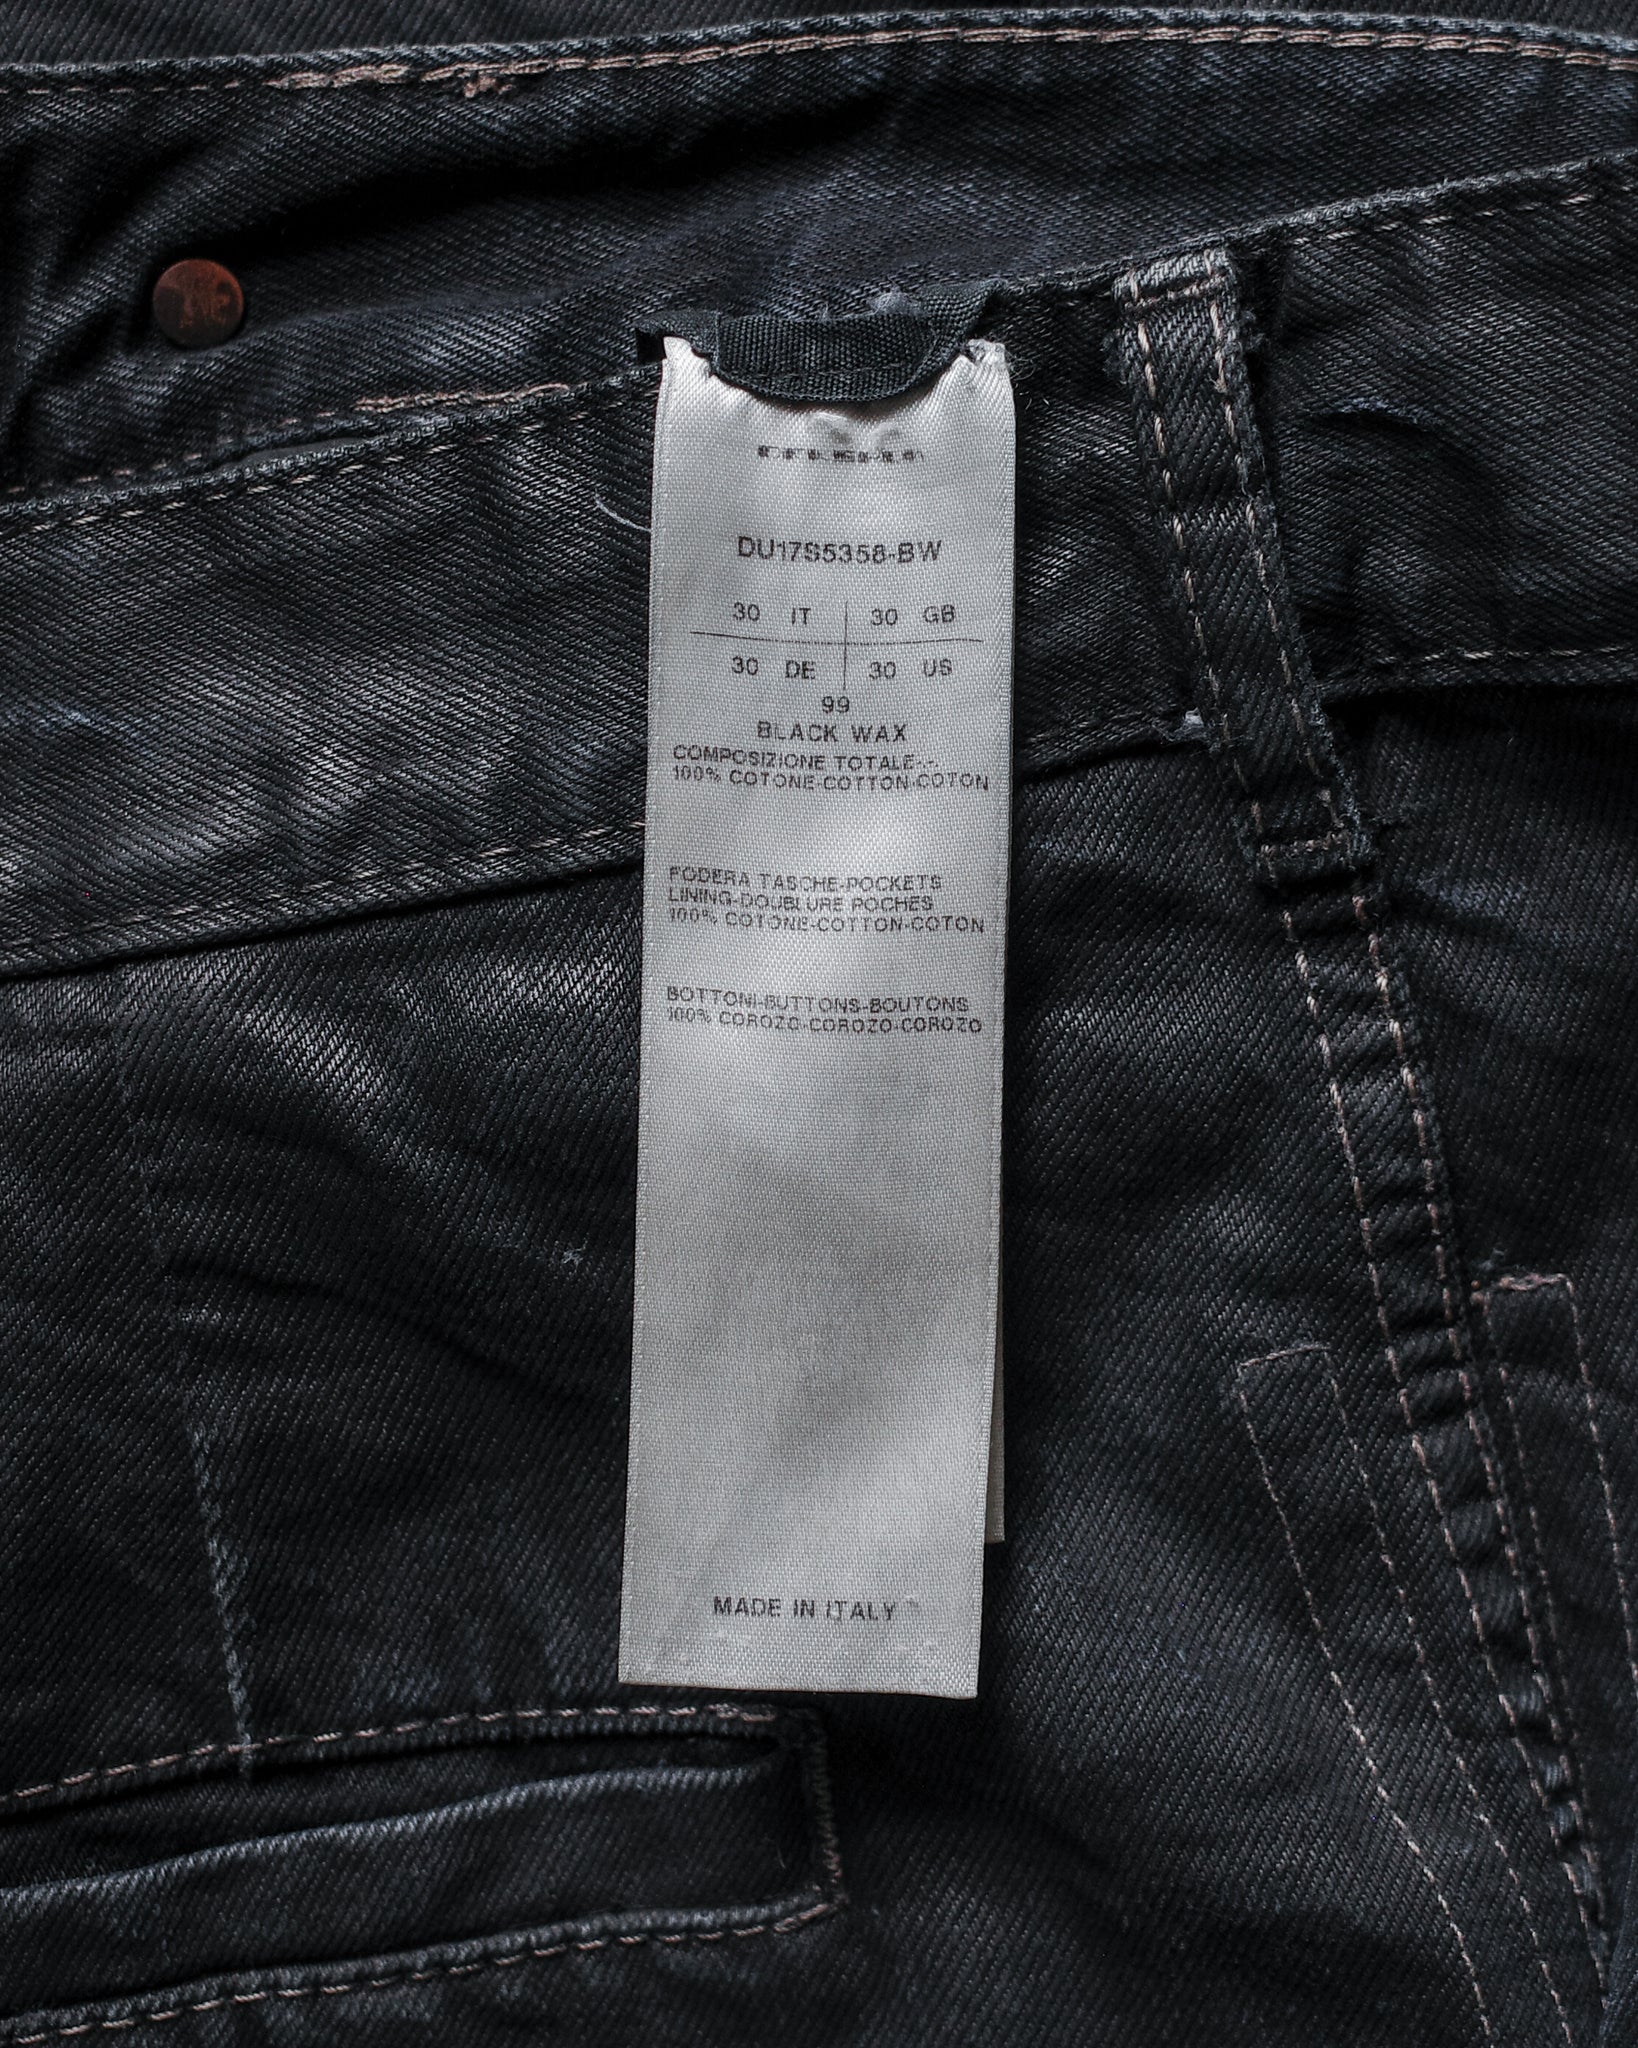 DU17S5358-BW
30 IT 30 GB
30 DE 30 US
99
BLACK WAX
COMPOSIZIONE TOTALE-.-.
100% COTONE-COTTON-COTON
FODERA TASCHE-POCKETS
LINING-DOUBLURE POCHES
100% COTONE-COTTON-COTON
BOTTONI-BUTTONS-BOUTONS
100% COROZO-COROZO-COROZO
MADE IN ITALY